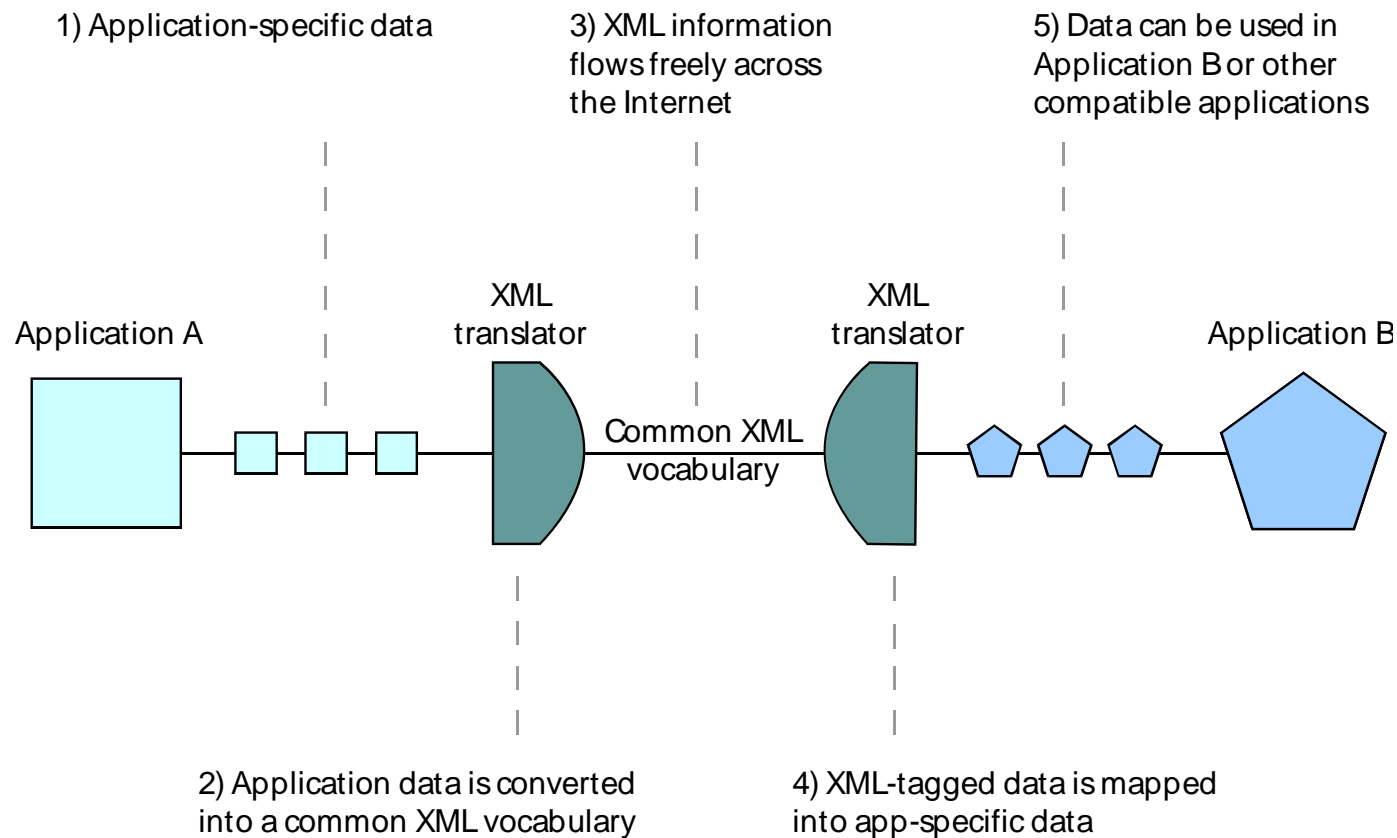 1) Application-specific data
3) XML information
flows freely across
the Internet
5) Data can be used in
Application B or other
compatible applications
Application A
XML
translator
Common XML
vocabulary
XML
translator
Application B
2) Application data is converted
into a common XML vocabulary
4) XML-tagged data is mapped
into app-specific data